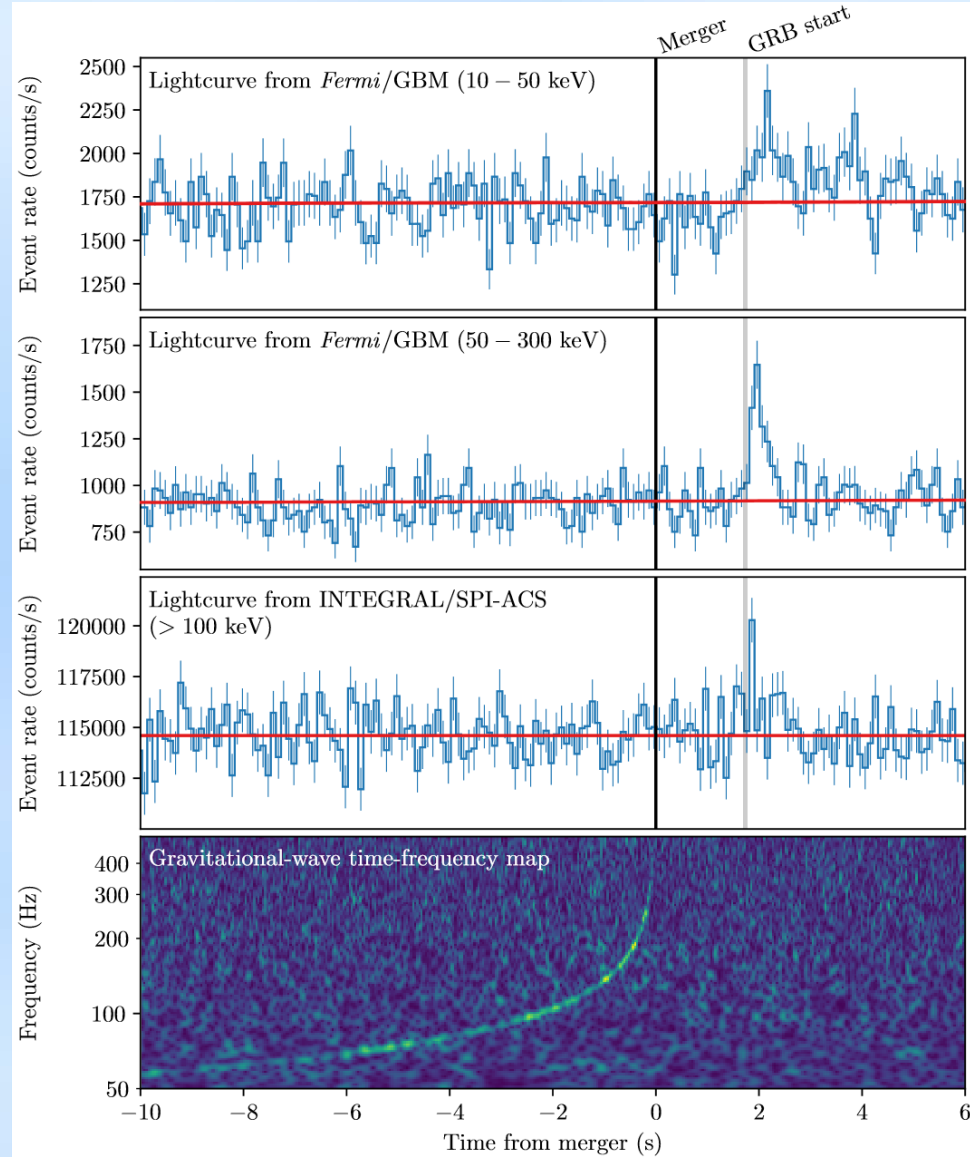 Merger
GRB start
Lightcurve from Fermi/GBM (10 − 50 keV)
Event rate (counts/s)
2500
2250
2000
1750
1500
1250
Lightcurve from Fermi/GBM (50 − 300 keV)
Event rate (counts/s)
1750
1500
1250
1000
750
Lightcurve from INTEGRAL/SPI-ACS
(> 100 keV)
Event rate (counts/s)
120000
117500
115000
112500
Gravitational-wave time-frequency map
Frequency (Hz)
400
300
200
100
50
−10 −8 −6 −4 −2 0 2 4 6
Time from merger (s)